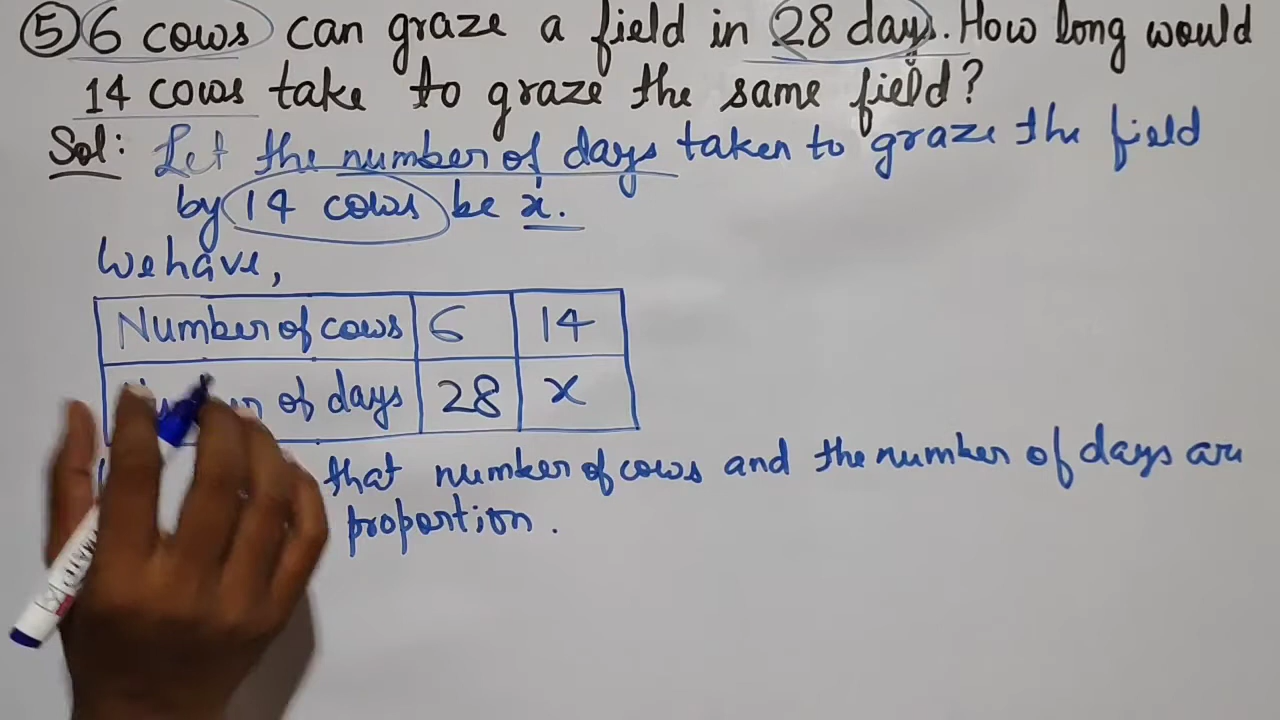 ⑤ 6 cows can graze a field in 28 days. How long would
14 cows take to graze the same field?
Sol: Let the number of days taken to graze the field
by 14 cows be x.
We have,
Number of cows 6 14
of days 28 x
that number of cows and the number of days are
proportion.